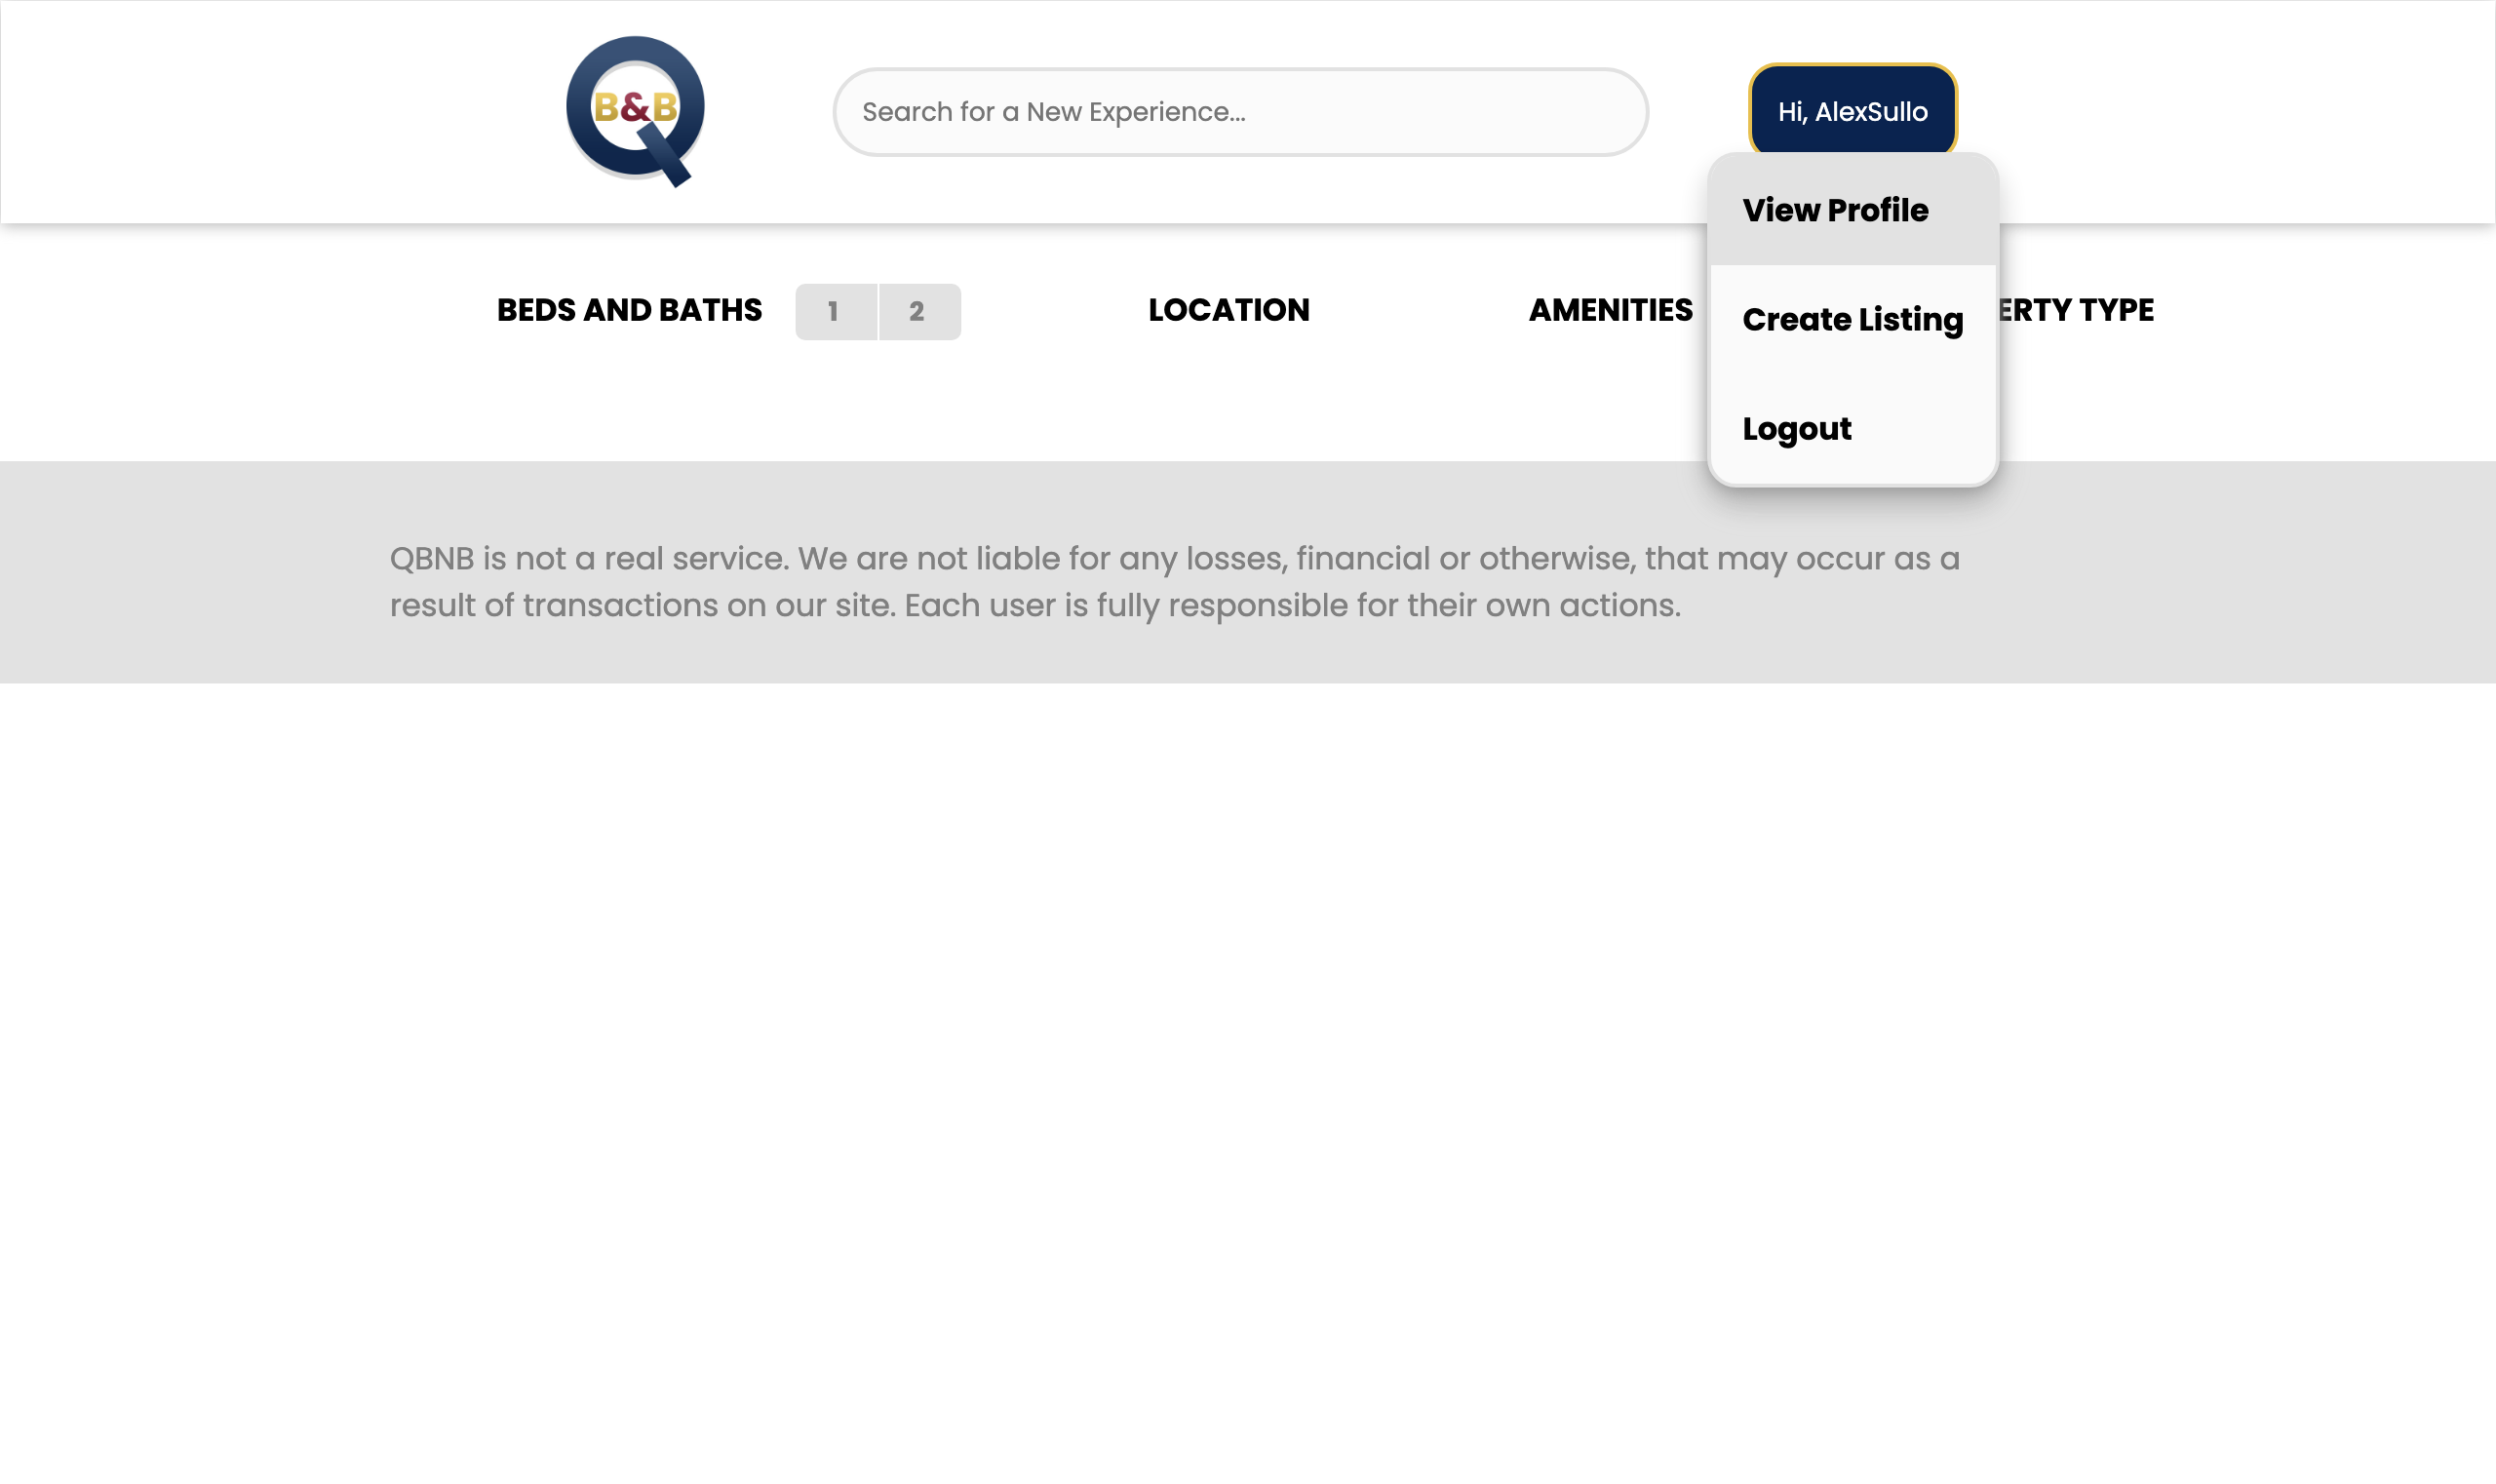 B&B
Search for a New Experience...
Hi, AlexSullo
View Profile
Create Listing
Logout
BEDS AND BATHS
1
2
LOCATION
AMENITIES
ERTY TYPE
QBNB is not a real service. We are not liable for any losses, financial or otherwise, that may occur as a
result of transactions on our site. Each user is fully responsible for their own actions.